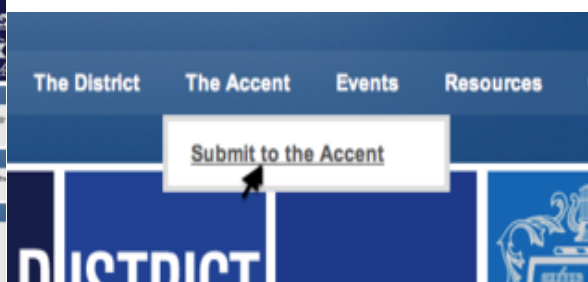 The District The Accent Events Resources
Submit to the Accent
DISTRICT